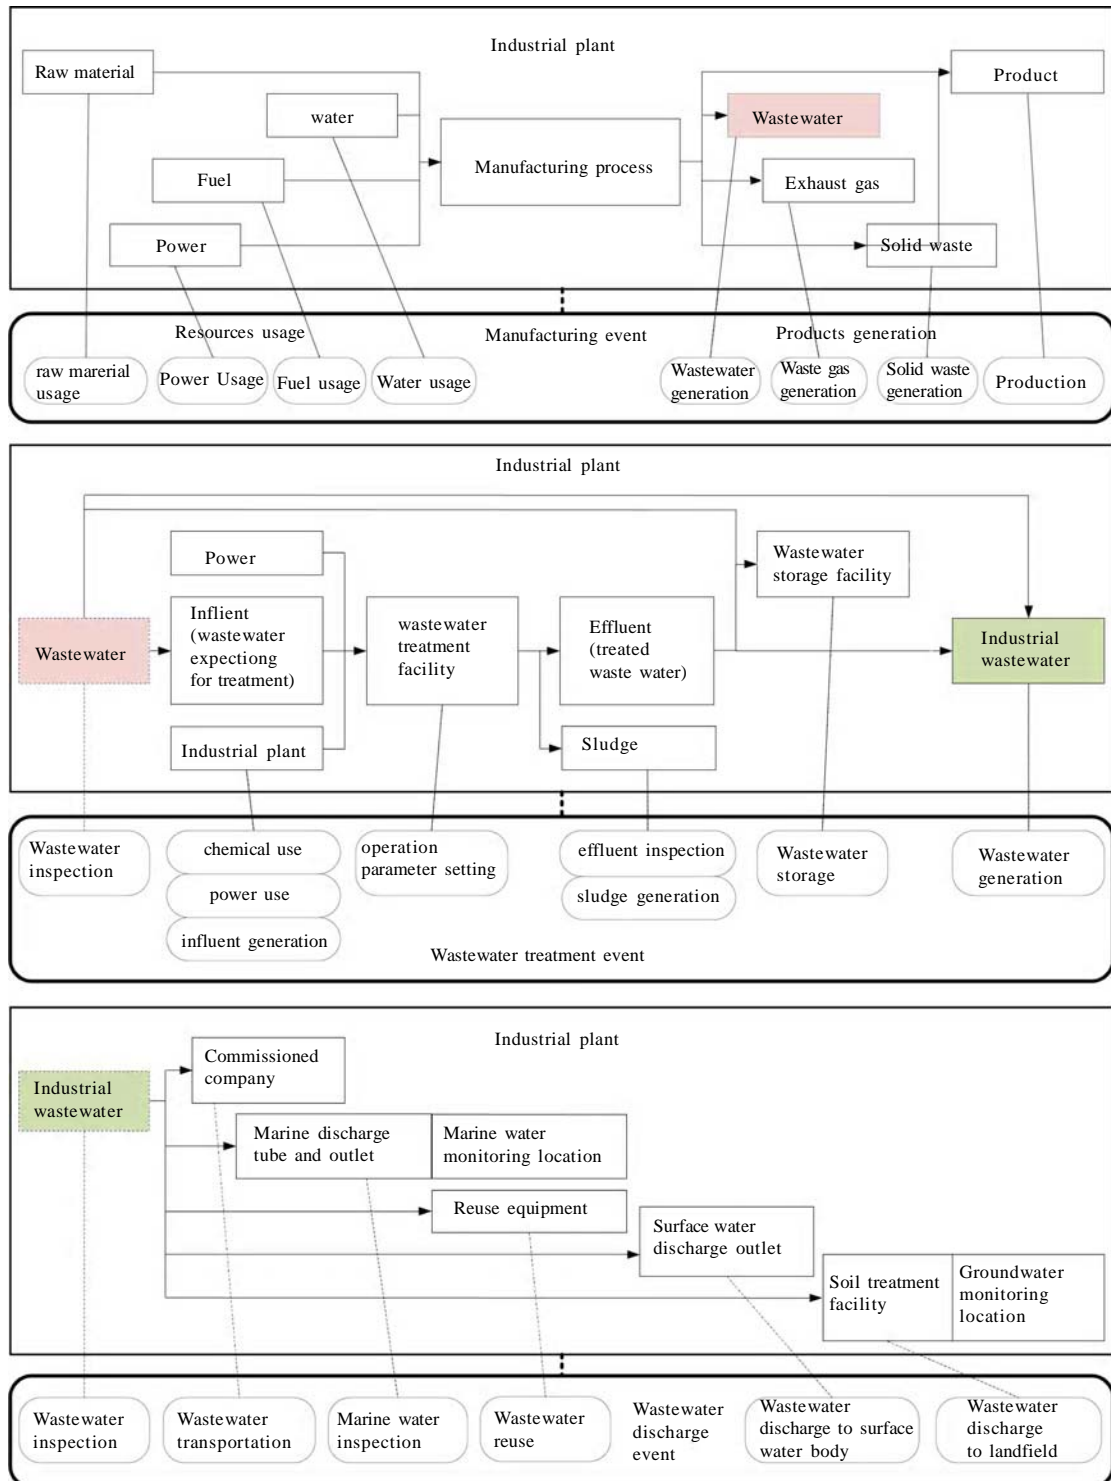 Industrial plant
Raw material
Product
water
Wastewater
Manufacturing process
Fuel
Exhaust gas
Power
Solid waste
Resources usage
Manufacturing event
Products generation
raw marerial
usage
Power Usage
Fuel usage
Water usage
Wastewater
generation
Waste gas
generation
Solid waste
generation
Production
Industrial plant
Power
Wastewater
storage facility
Wastewater
Inflient
(wastewater
expectiong
for treatment)
wastewater
treatment
facility
Effluent
(treated
waste water)
Industrial
wastewater
Industrial plant
Sludge
Wastewater
inspection
chemical use
power use
influent generation
operation
parameter setting
effluent inspection
sludge generation
Wastewater
storage
Wastewater
generation
Wastewater treatment event
Industrial plant
Industrial
wastewater
Commissioned
company
Marine discharge
tube and outlet
Marine water
monitoring location
Reuse equipment
Surface water
discharge outlet
Soil treatment
facility
Groundwater
monitoring
location
Wastewater
inspection
Wastewater
transportation
Marine water
inspection
Wastewater
reuse
Wastewater
discharge
event
Wastewater
discharge to surface
water body
Wastewater
discharge
to landfield